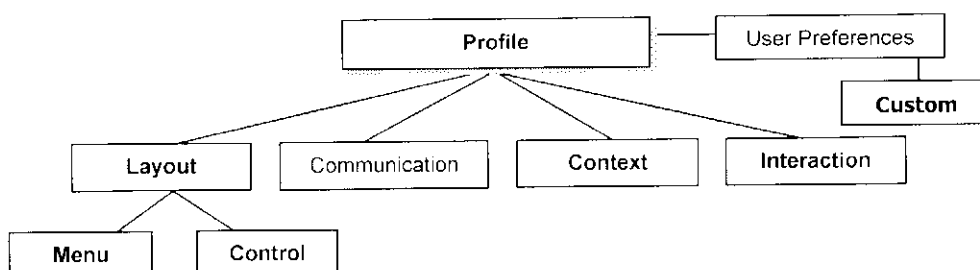 Profile
User Preferences
Custom
Layout
Communication
Context
Interaction
Menu
Control